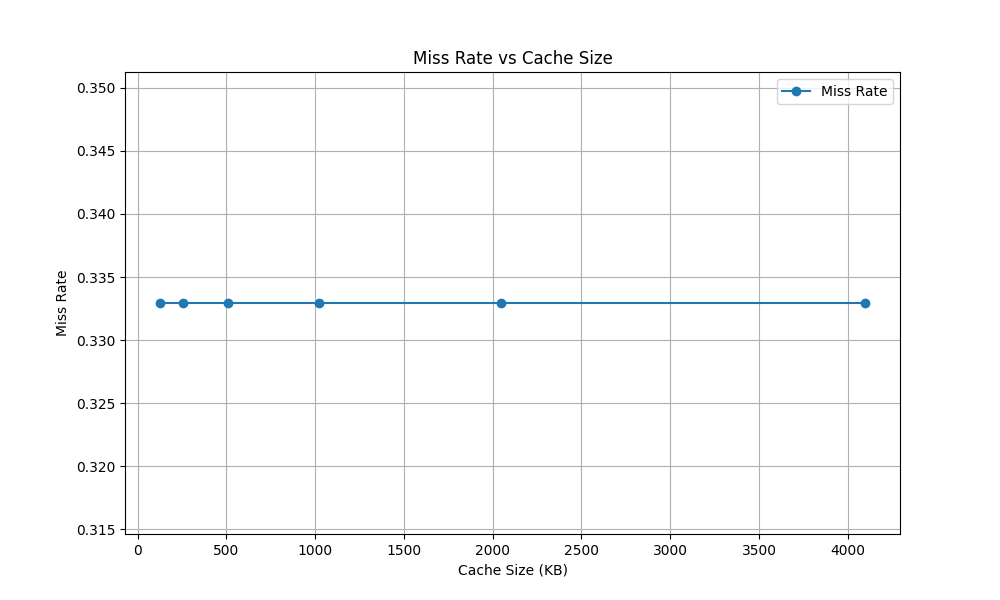 Miss Rate vs Cache Size
Miss Rate
0.350
0.345
0.340
0.335
0.330
0.325
0.320
0.315
Miss Rate
0 500 1000 1500 2000 2500 3000 3500 4000
Cache Size (KB)